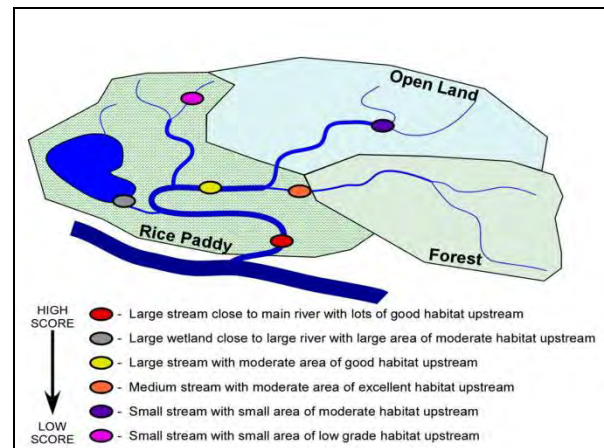 Open Land
Rice Paddy
Forest
HIGH
SCORE
LOW
SCORE
- Large stream close to main river with lots of good habitat upstream
- Large wetland close to large river with large area of moderate habitat upstream
- Large stream with moderate area of good habitat upstream
- Medium stream with moderate area of excellent habitat upstream
- Small stream with small area of moderate habitat upstream
- Small stream with small area of low grade habitat upstream